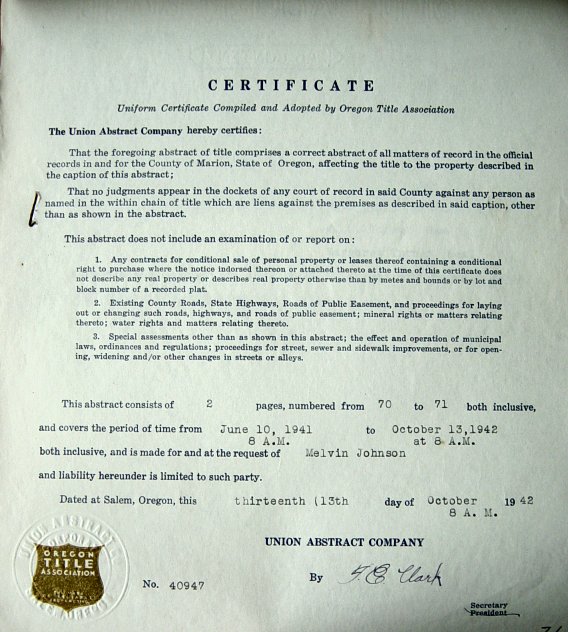 CERTIFICATE
Uniform Certificate Compiled and Adopted by Oregon Title Association
The Union Abstract Company hereby certifies:
That the foregoing abstract of title comprises a correct abstract of all matters of record in the official
records in and for the County of Marion, State of Oregon, affecting the title to the property described in
the caption of this abstract;
That no judgments appear in the dockets of any court of record in said County against any person as
named in the within chain of title which are liens against the premises as described in said caption, other
than as shown in the abstract.
This abstract does not include an examination of or report on:
1. Any contracts for conditional sale of personal property or leases thereof containing a conditional
right to purchase where the notice indorsed thereon or attached thereto at the time of this certificate does
not describe any real property or describes real property otherwise than by metes and bounds or by lot and
block number of a recorded plat.
2. Existing County Roads, State Highways, Roads of Public Easement, and proceedings for laying
out or changing such roads, highways, and roads of public easement; mineral rights or matters relating
thereto; water rights and matters relating thereto.
3. Special assessments other than as shown in this abstract; the effect and operation of municipal
laws, ordinances and regulations; proceedings for street, sewer and sidewalk improvements, or for open-
ing, widening and/or other changes in streets or alleys.
This abstract consists of 2 pages, numbered from 70 to 71 both inclusive,
and covers the period of time from June 10, 1941 to October 13,1942
8 A.M. at 8 A.M.
both inclusive, and is made for and at the request of Melvin Johnson
and liability hereunder is limited to such party.
Dated at Salem, Oregon, this thirteenth (13th day of October 1942
8 A. M.
UNION ABSTRACT COMPANY
OREGON
TITLE
ASSOCIATION
No. 40947
By F.E. Clark
Secretary
President